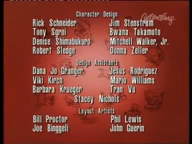 Character Design
Rick Schneider Jim Stenstrum
Tony Sgroi Bwana Takamoto
Denise Shimabukuro Mitchell Walker, Jr.
Robert Sledge Donna Zeller
Design Assistants
Dana Jo Granger Jesus Rodriguez
Viki Kirss Mario Williams
Barbara Krueger Tran Vu
Stacey Nichols
Layout Artists
Bill Proctor Phil Lewis
Joe Binggeli John Guerin